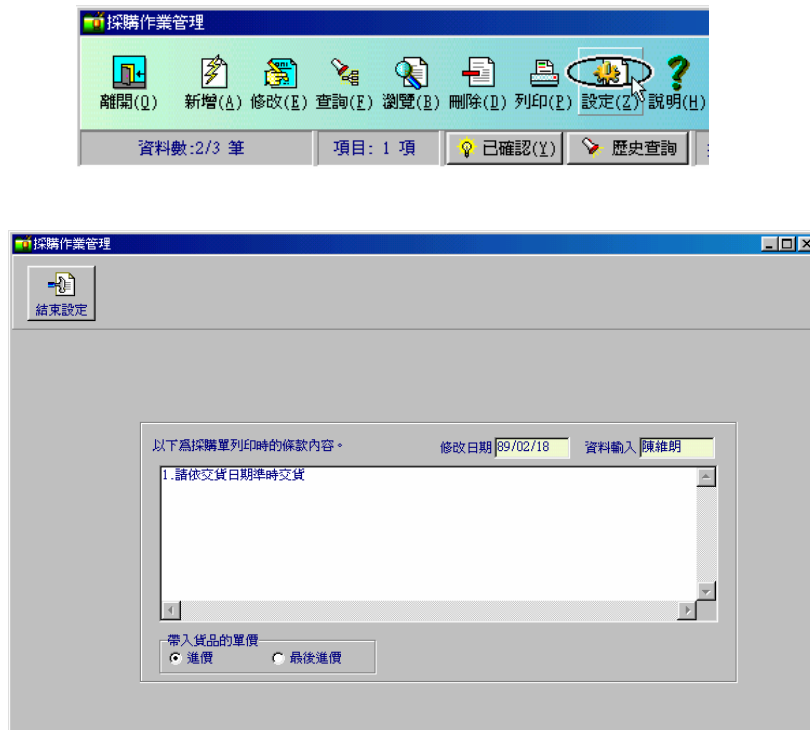 採購作業管理
離開(Q) 新增(A) 修改(E) 查詢(F) 瀏覽(B) 刪除(D) 列印(P) 設定(Z) 說明(H)
資料數:2/3 筆 項目: 1 項 已確認(Y) 歷史查詢
採購作業管理
結束設定
以下為採購單列印時的條款內容。 修改日期 89/02/18 資料輸入 陳維朗
1.請依交貨日期準時交貨
帶入貨品的單價
進價 最後進價